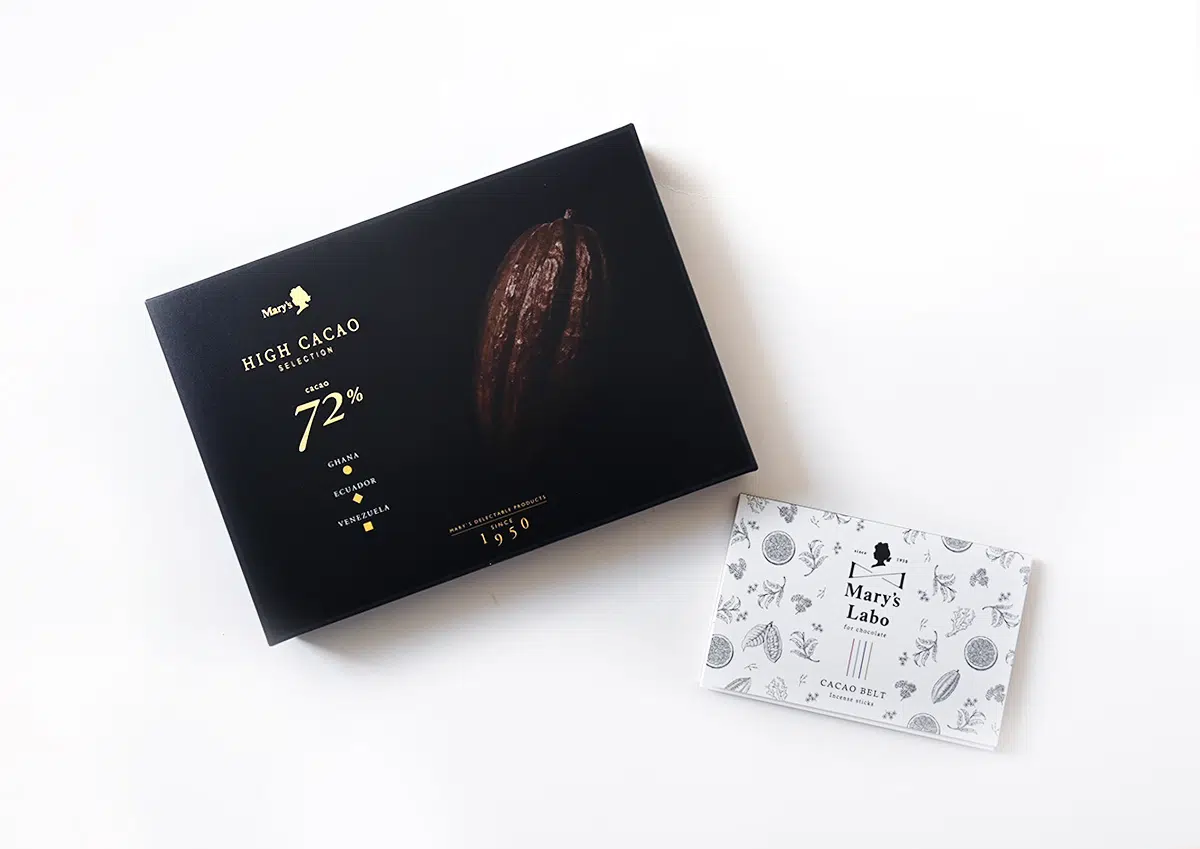 Mary's
HIGH CACAO
SELECTION
cacao
72%
GHANA
ECUADOR
VENEZUELA
MARY'S DELECTABLE PRODUCTS
SINCE
1950
since 1950
Mary's
Labo
for chocolate
CACAO BELT
Incense sticks